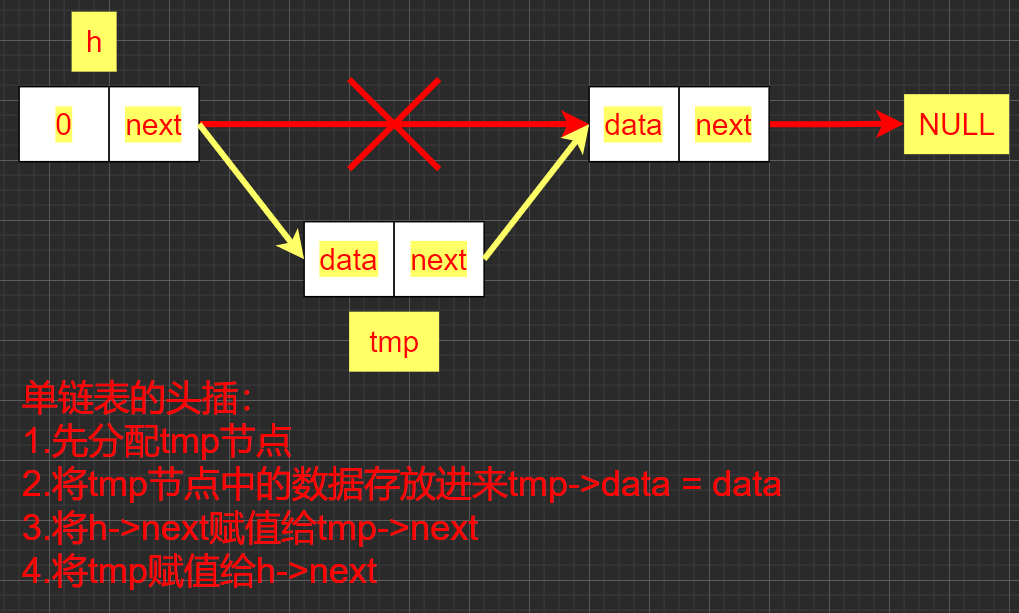 h
0 next
data next
NULL
data next
tmp
单链表的头插：
1.先分配tmp节点
2.将tmp节点中的数据存放进来tmp->data = data
3.将h->next赋值给tmp->next
4.将tmp赋值给h->next